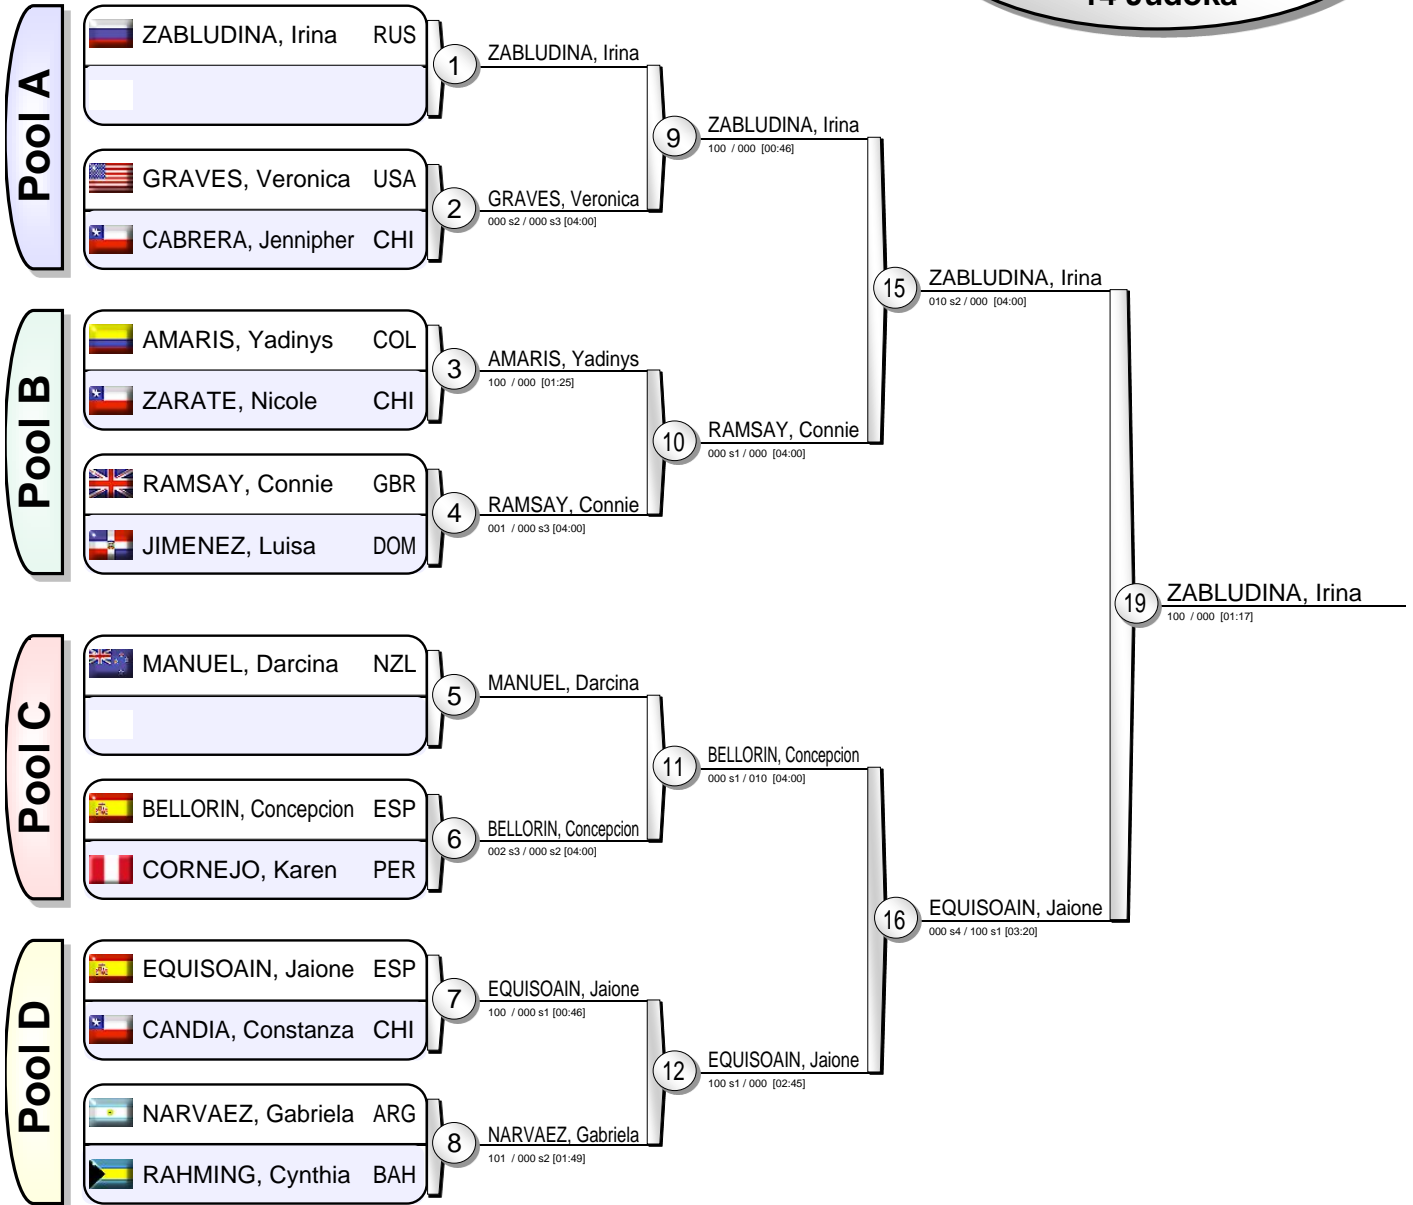 14 Judoka
Pool A
ZABLUDINA, Irina RUS
GRAVES, Veronica USA
CABRERA, Jennipher CHI
Pool B
AMARIS, Yadinys COL
ZARATE, Nicole CHI
RAMSAY, Connie GBR
JIMENEZ, Luisa DOM
Pool C
MANUEL, Darcina NZL
BELLORIN, Concepcion ESP
CORNEJO, Karen PER
Pool D
EQUISOAIN, Jaione ESP
CANDIA, Constanza CHI
NARVAEZ, Gabriela ARG
RAHMING, Cynthia BAH
1
ZABLUDINA, Irina
2
GRAVES, Veronica
000 s2 / 000 s3 [04:00]
3
AMARIS, Yadinys
100 / 000 [01:25]
4
RAMSAY, Connie
001 / 000 s3 [04:00]
5
MANUEL, Darcina
6
BELLORIN, Concepcion
002 s3 / 000 s2 [04:00]
7
EQUISOAIN, Jaione
100 / 000 s1 [00:46]
8
NARVAEZ, Gabriela
101 / 000 s2 [01:49]
9
ZABLUDINA, Irina
100 / 000 [00:46]
10
RAMSAY, Connie
000 s1 / 000 [04:00]
11
BELLORIN, Concepcion
000 s1 / 010 [04:00]
12
EQUISOAIN, Jaione
100 s1 / 000 [02:45]
15
ZABLUDINA, Irina
010 s2 / 000 [04:00]
16
EQUISOAIN, Jaione
000 s4 / 100 s1 [03:20]
19
ZABLUDINA, Irina
100 / 000 [01:17]